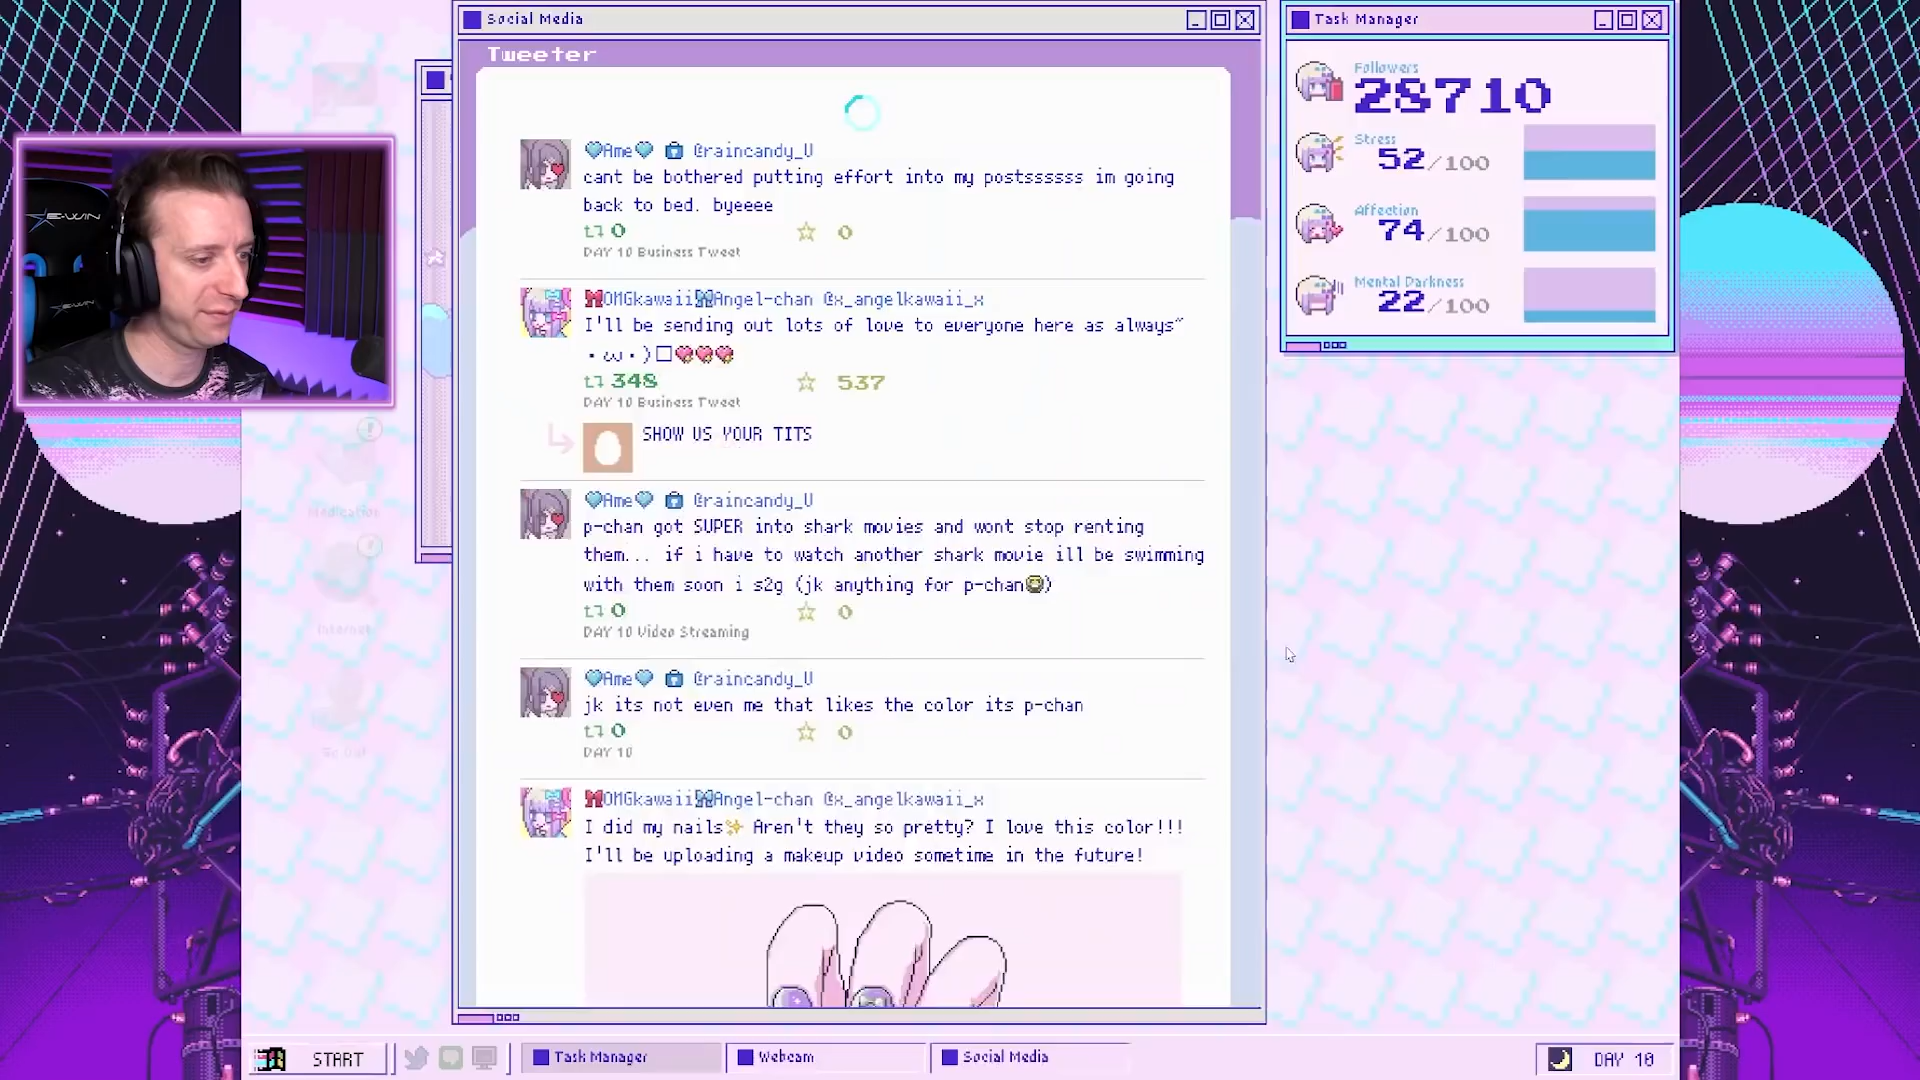 Social Media
Tweeter
Ame @raincandy_U
cant be bothered putting effort into my postssssss im going
back to bed. byeeee
0 0
DAY 10 Business Tweet
OMGkawaii Angel-chan @x_angelkawaii_x
I'll be sending out lots of love to everyone here as always~
・ω・)□
348 537
DAY 10 Business Tweet
SHOW US YOUR TITS
Ame @raincandy_U
p-chan got SUPER into shark movies and wont stop renting
them... if i have to watch another shark movie ill be swimming
with them soon i s2g (jk anything for p-chan )
0 0
DAY 10 Video Streaming
Ame @raincandy_U
jk its not even me that likes the color its p-chan
0 0
DAY 10
OMGkawaii Angel-chan @x_angelkawaii_x
I did my nails Aren't they so pretty? I love this color!!!
I'll be uploading a makeup video sometime in the future!
Task Manager
Followers
28710
Stress
52/100
Affection
74/100
Mental Darkness
22/100
E-WIN
E-WIN
Medication
Internet
Go Out
START
Task Manager
Webcam
Social Media
DAY 10